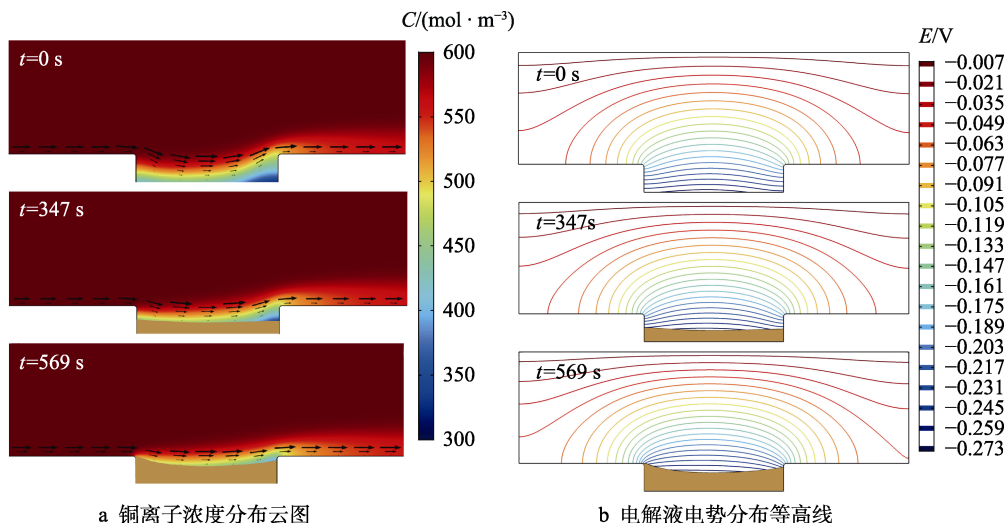 C/(mol · m⁻³)
t=0 s
t=347 s
t=569 s
600
550
500
450
400
350
300
a 铜离子浓度分布云图
E/V
t=0 s
t=347s
t=569 s
−0.007
−0.021
−0.035
−0.049
−0.063
−0.077
−0.091
−0.105
−0.119
−0.133
−0.147
−0.161
−0.175
−0.189
−0.203
−0.217
−0.231
−0.245
−0.259
−0.273
b 电解液电势分布等高线